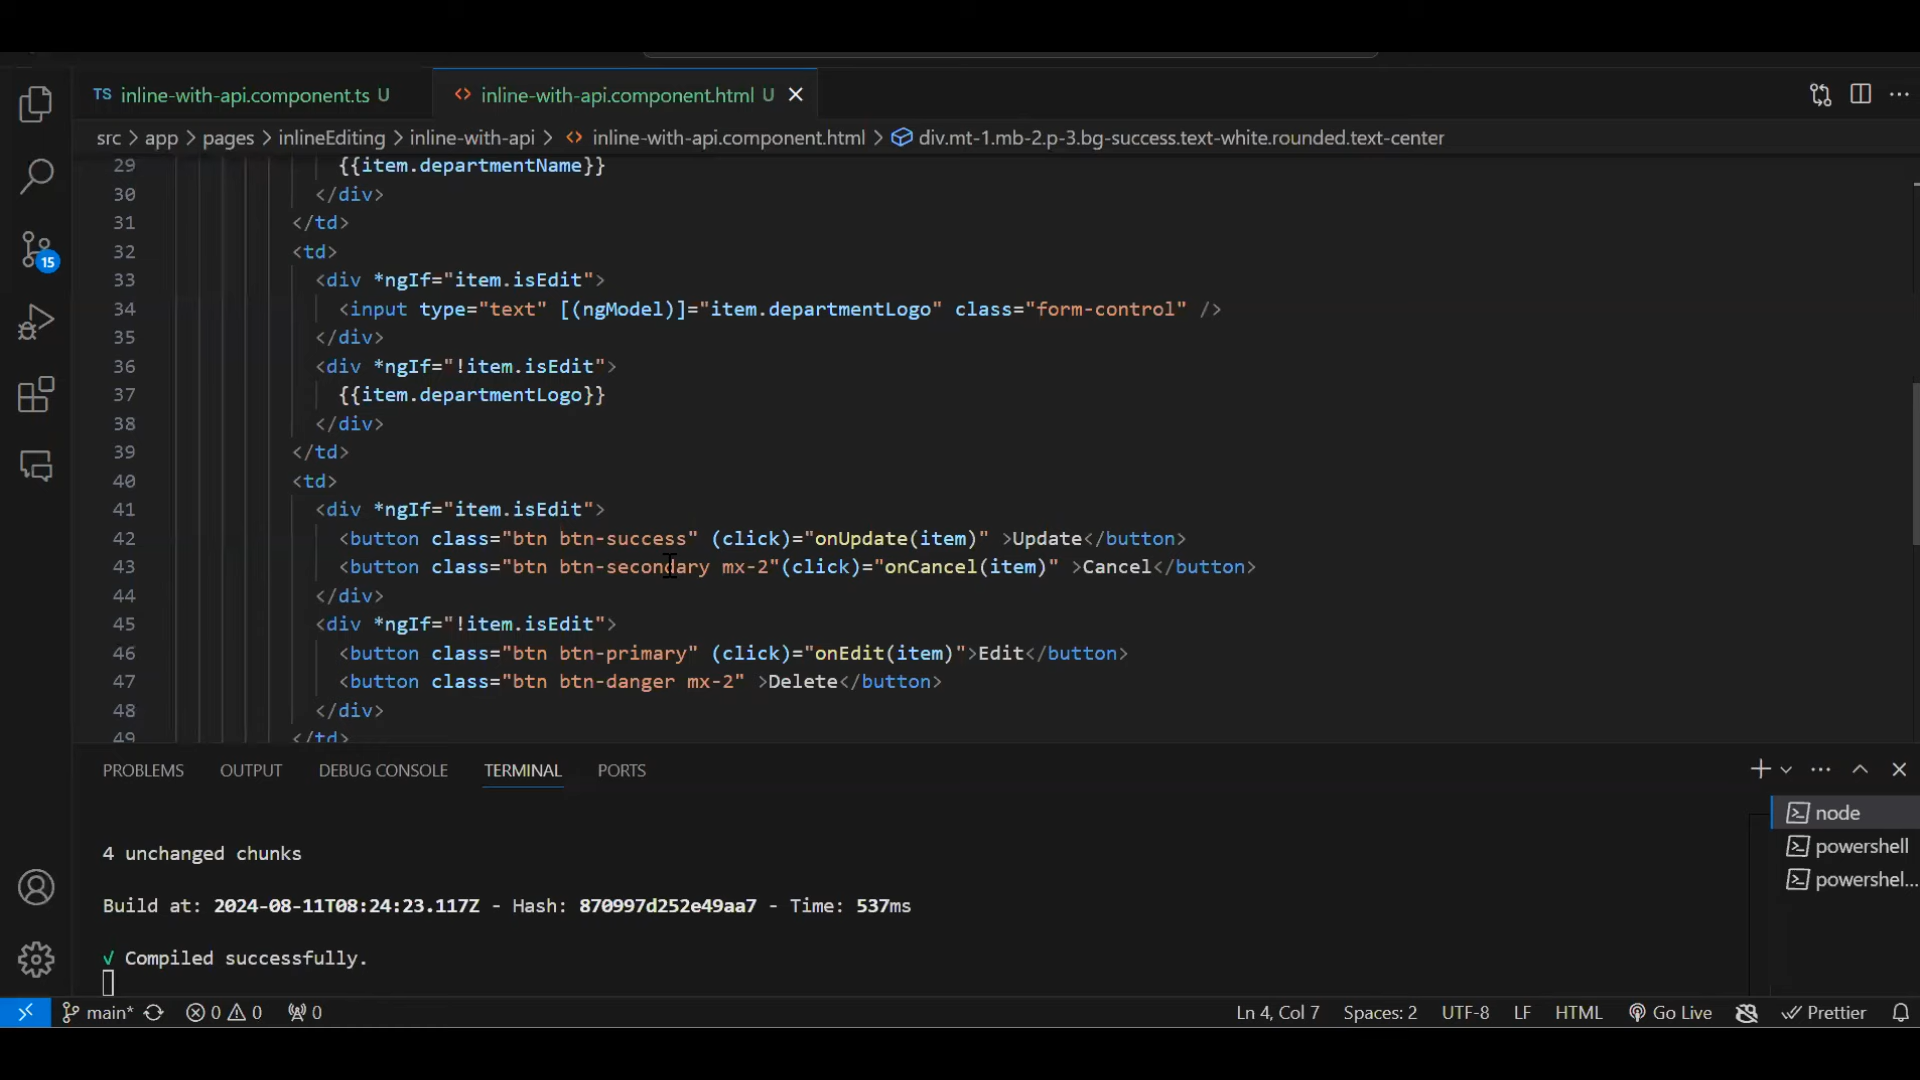 TS inline-with-api.component.ts U
<> inline-with-api.component.html U
src > app > pages > inlineEditing > inline-with-api > <> inline-with-api.component.html > div.mt-1.mb-2.p-3.bg-success.text-white.rounded.text-center
29 {{item.departmentName}}
30 </div>
31 </td>
32 <td>
33 <div *ngIf="item.isEdit">
34 <input type="text" [(ngModel)]="item.departmentLogo" class="form-control" />
35 </div>
36 <div *ngIf="!item.isEdit">
37 {{item.departmentLogo}}
38 </div>
39 </td>
40 <td>
41 <div *ngIf="item.isEdit">
42 <button class="btn btn-success" (click)="onUpdate(item)" >Update</button>
43 <button class="btn btn-secondary mx-2"(click)="onCancel(item)" >Cancel</button>
44 </div>
45 <div *ngIf="!item.isEdit">
46 <button class="btn btn-primary" (click)="onEdit(item)">Edit</button>
47 <button class="btn btn-danger mx-2" >Delete</button>
48 </div>
49 </td>
15
PROBLEMS OUTPUT DEBUG CONSOLE TERMINAL PORTS
4 unchanged chunks
Build at: 2024-08-11T08:24:23.117Z - Hash: 870997d252e49aa7 - Time: 537ms
√ Compiled successfully.
node
powershell
powershel...
main* 0 0 0 Ln 4, Col 7 Spaces: 2 UTF-8 LF HTML Go Live Prettier